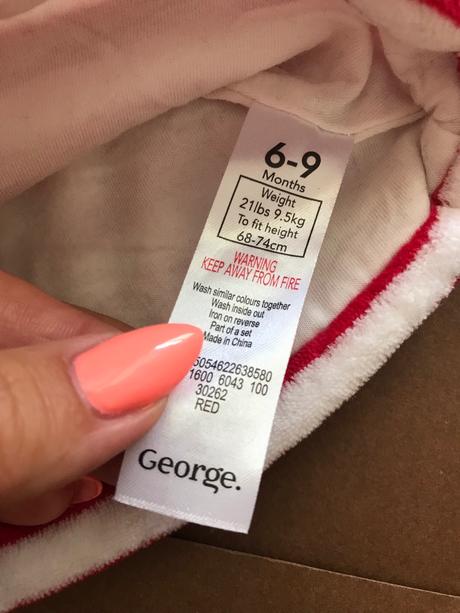 6-9
Months
Weight
21lbs 9.5kg
To fit height
68-74cm
WARNING
KEEP AWAY FROM FIRE
Wash similar colours together
Wash inside out
Iron on reverse
Part of a set
Made in China
5054622638580
1600 6043 100
30262
RED
George.